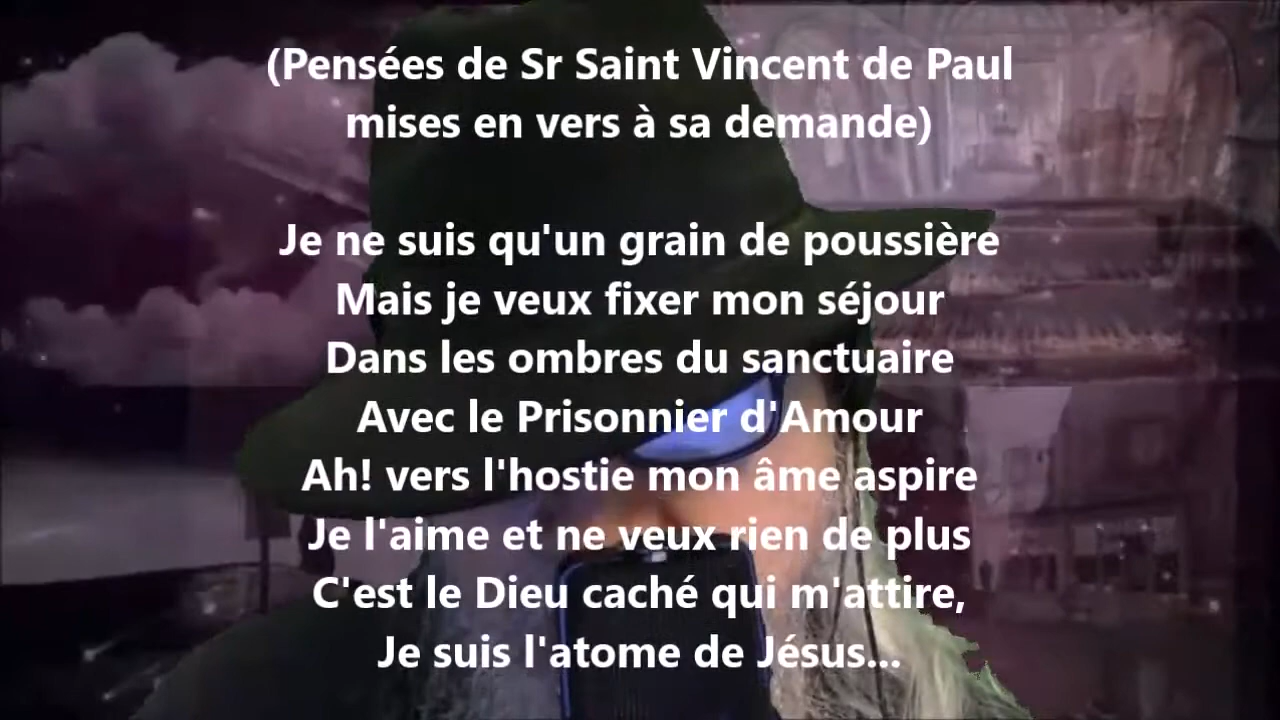 (Pensées de Sr Saint Vincent de Paul
mises en vers à sa demande)
Je ne suis qu'un grain de poussière
Mais je veux fixer mon séjour
Dans les ombres du sanctuaire
Avec le Prisonnier d'Amour
Ah! vers l'hostie mon âme aspire
Je l'aime et ne veux rien de plus
C'est le Dieu caché qui m'attire,
Je suis l'atome de Jésus...